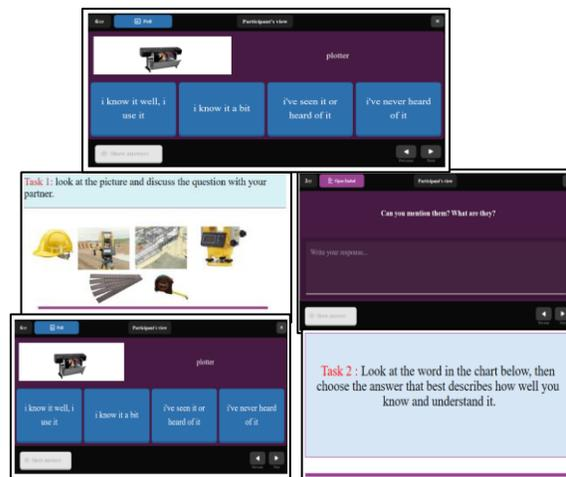 Poll
Participant's view
plotter
i know it well, i
use it
i know it a bit
i've seen it or
heard of it
i've never heard
of it
Show answers
Task 1: look at the picture and discuss the question with your
partner.
Open Ended
Participant's view
Can you mention them? What are they?
Write your response...
Poll
Participant's view
plotter
i know it well, i
use it
i know it a bit
i've seen it or
heard of it
i've never heard
of it
Task 2 : Look at the word in the chart below, then
choose the answer that best describes how well you
know and understand it.